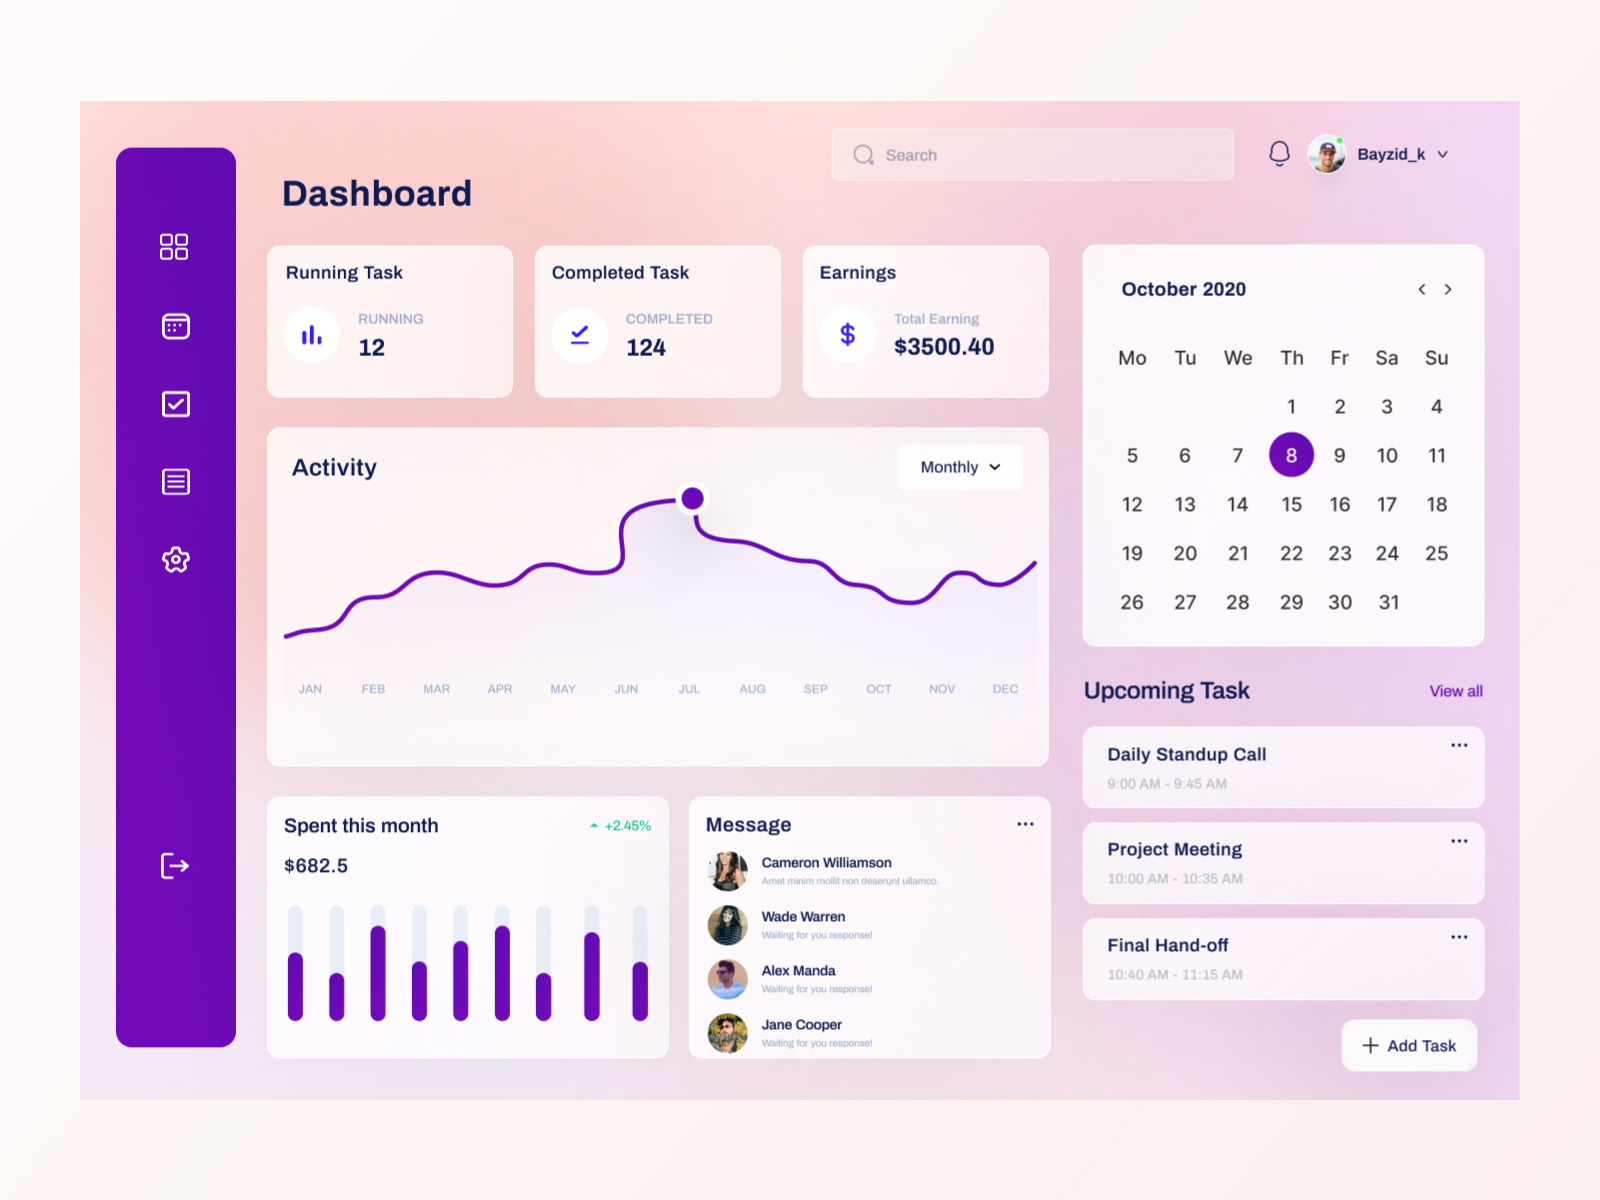 Search
Bayzid_k
Dashboard
Running Task
RUNNING
12
Completed Task
COMPLETED
124
Earnings
Total Earning
$3500.40
Activity
Monthly
JAN FEB MAR APR MAY JUN JUL AUG SEP OCT NOV DEC
Spent this month
+2.45%
$682.5
Message
Cameron Williamson
Amet minim mollit non deserunt ullamco.
Wade Warren
Waiting for you response!
Alex Manda
Waiting for you response!
Jane Cooper
Waiting for you response!
October 2020
Mo Tu We Th Fr Sa Su
1 2 3 4
5 6 7 8 9 10 11
12 13 14 15 16 17 18
19 20 21 22 23 24 25
26 27 28 29 30 31
Upcoming Task
View all
Daily Standup Call
9:00 AM - 9:45 AM
Project Meeting
10:00 AM - 10:35 AM
Final Hand-off
10:40 AM - 11:15 AM
Add Task